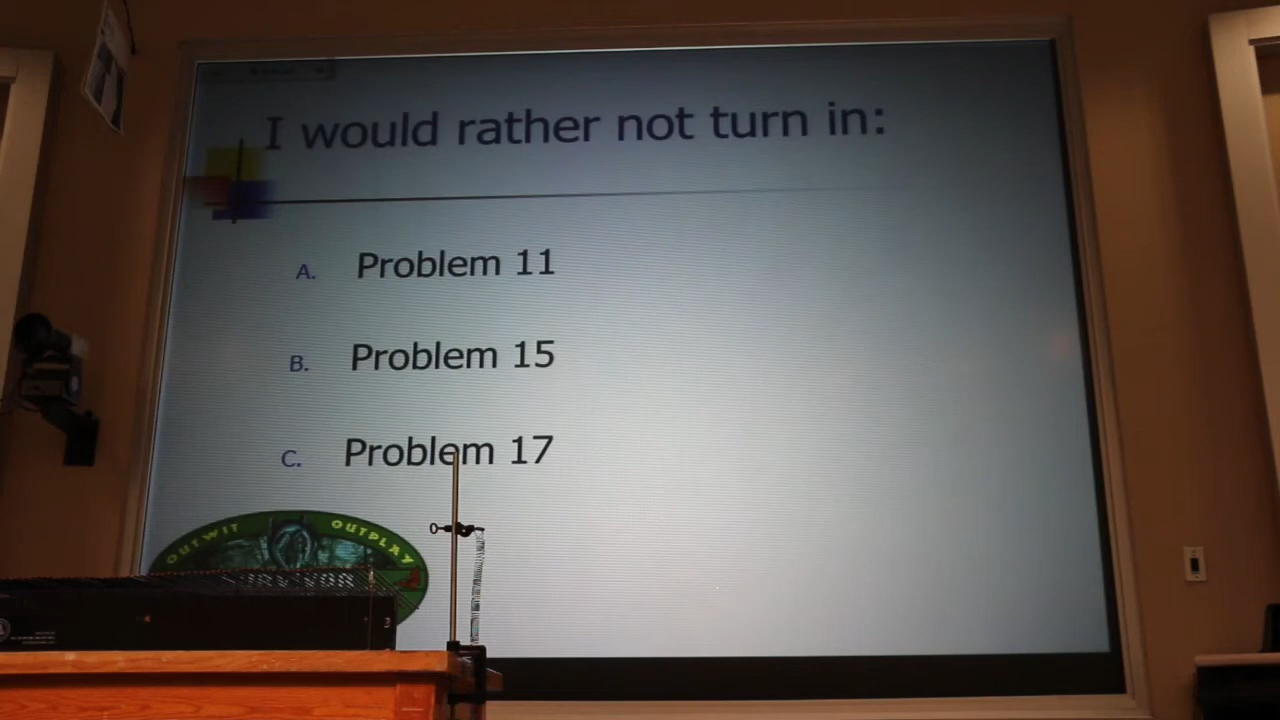 I would rather not turn in:
A. Problem 11
B. Problem 15
C. Problem 17
OUTWIT OUTPLAY